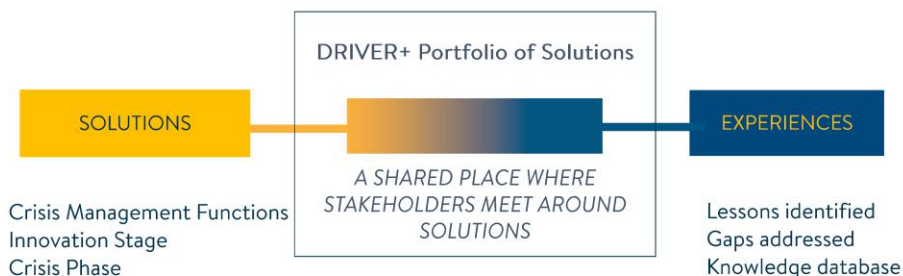 DRIVER+ Portfolio of Solutions
SOLUTIONS
EXPERIENCES
A SHARED PLACE WHERE
STAKEHOLDERS MEET AROUND
SOLUTIONS
Crisis Management Functions
Innovation Stage
Crisis Phase
Lessons identified
Gaps addressed
Knowledge database